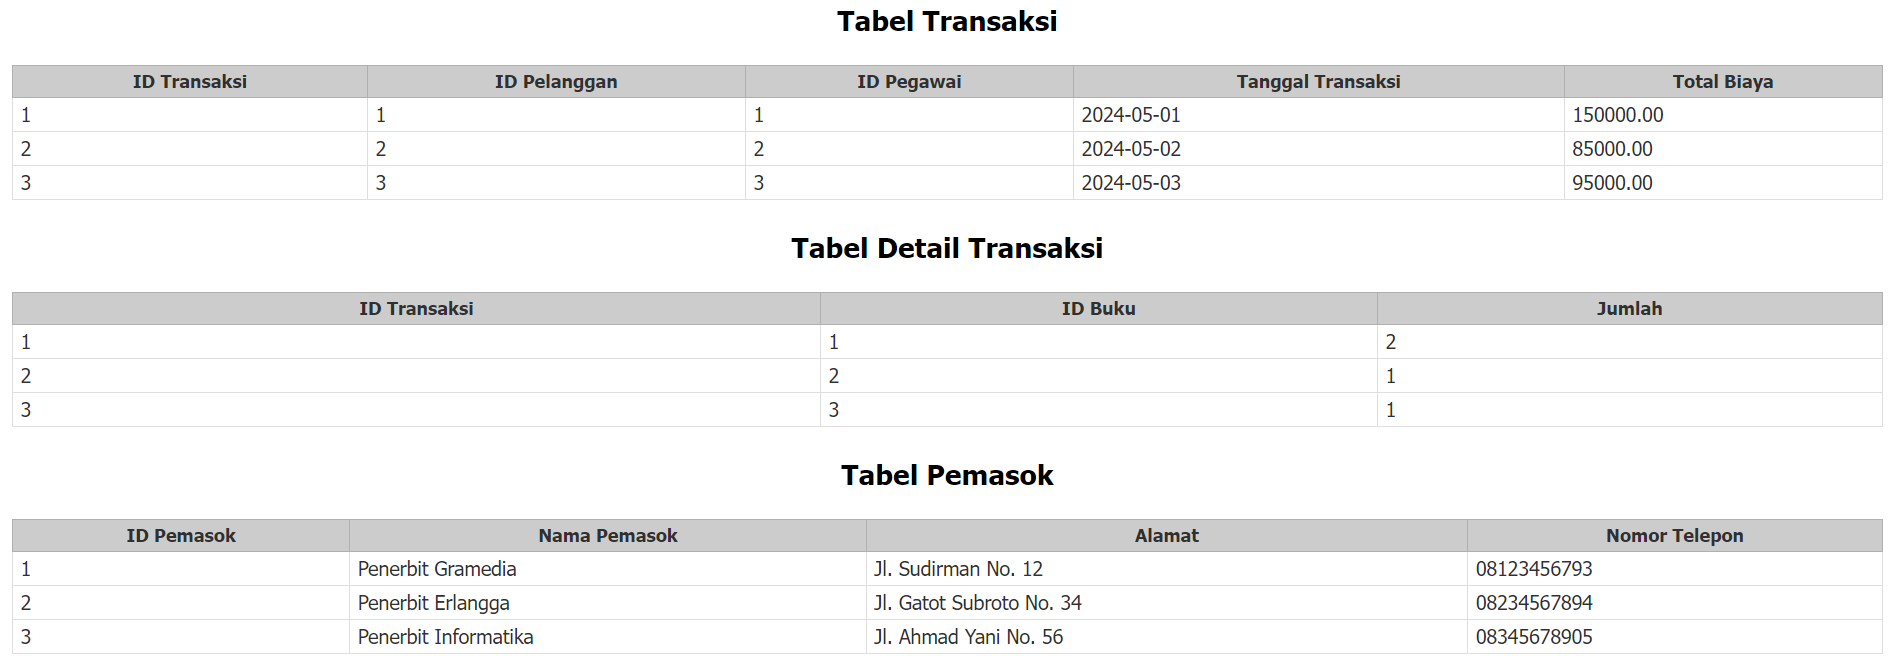 Tabel Transaksi
ID Transaksi ID Pelanggan ID Pegawai Tanggal Transaksi Total Biaya
1 1 1 2024-05-01 150000.00
2 2 2 2024-05-02 85000.00
3 3 3 2024-05-03 95000.00
Tabel Detail Transaksi
ID Transaksi ID Buku Jumlah
1 1 2
2 2 1
3 3 1
Tabel Pemasok
ID Pemasok Nama Pemasok Alamat Nomor Telepon
1 Penerbit Gramedia Jl. Sudirman No. 12 08123456793
2 Penerbit Erlangga Jl. Gatot Subroto No. 34 08234567894
3 Penerbit Informatika Jl. Ahmad Yani No. 56 08345678905